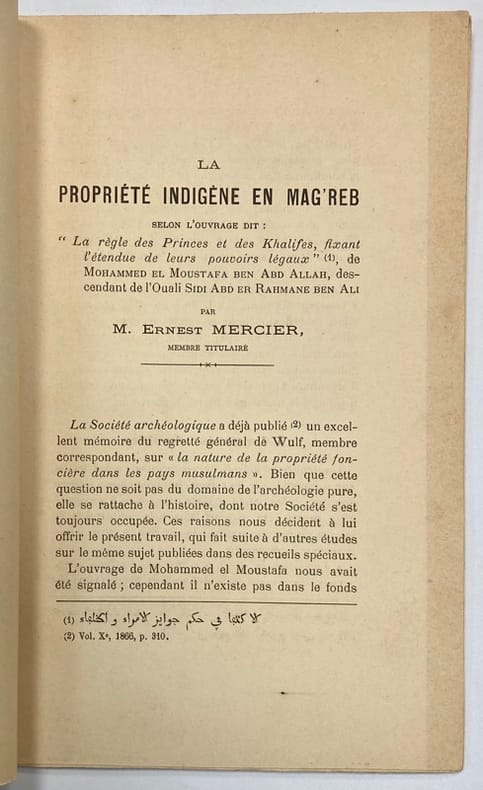 LA
PROPRIÉTÉ INDIGÈNE EN MAG'REB
SELON L'OUVRAGE DIT :
“ La règle des Princes et des Khalifes, fixant
l'étendue de leurs pouvoirs légaux ” (1), de
MOHAMMED EL MOUSTAFA BEN ABD ALLAH, des-
cendant de l'Ouali SIDI ABD ER RAHMANE BEN ALI
PAR
M. ERNEST MERCIER,
MEMBRE TITULAIRE
La Société archéologique a déjà publié (2) un excel-
lent mémoire du regretté général de Wulf, membre
correspondant, sur « la nature de la propriété fon-
cière dans les pays musulmans ». Bien que cette
question ne soit pas du domaine de l'archéologie pure,
elle se rattache à l'histoire, dont notre Société s'est
toujours occupée. Ces raisons nous décident à lui
offrir le présent travail, qui fait suite à d'autres études
sur le même sujet publiées dans des recueils spéciaux.
L'ouvrage de Mohammed el Moustafa nous avait
été signalé ; cependant il n'existe pas dans le fonds
(1) في حكم جوايز الامراء و الخلفاء
(2) Vol. Xe, 1866, p. 310.